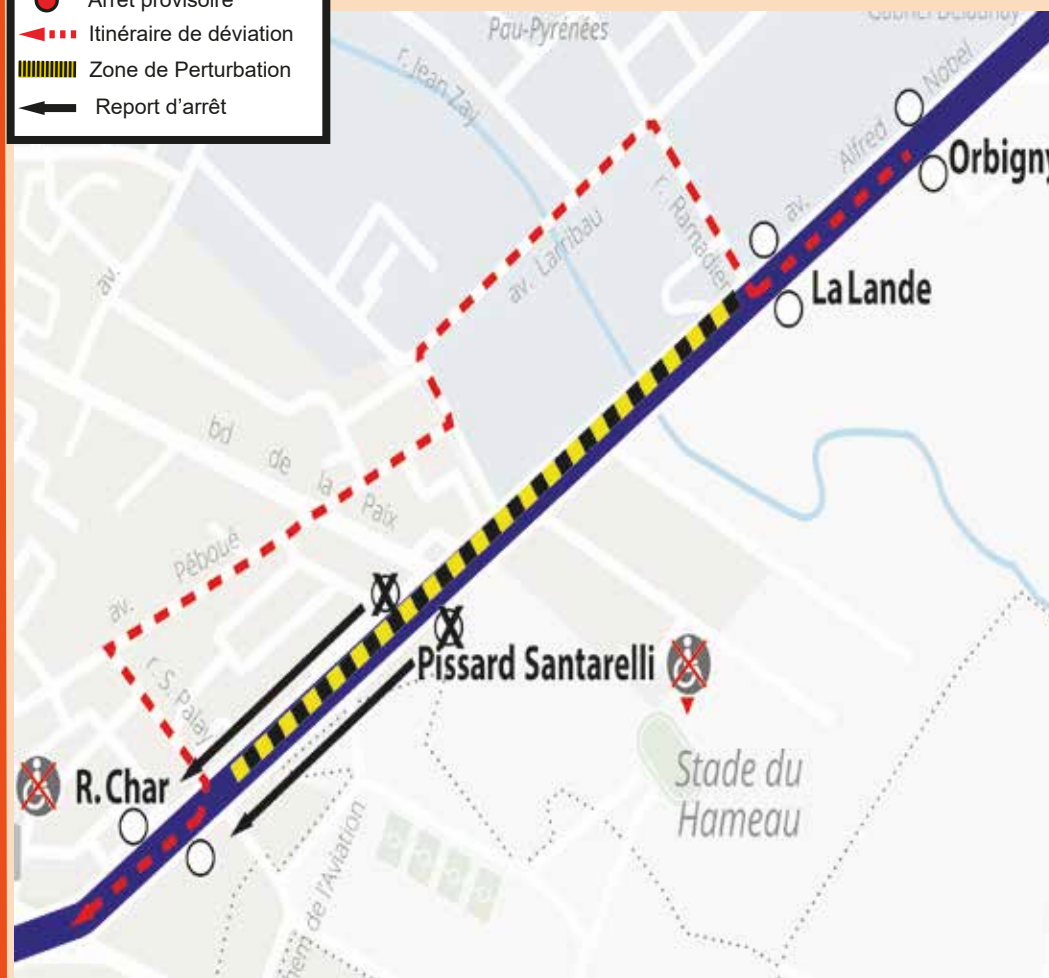 Arrêt provisoire
Itinéraire de déviation
Zone de Perturbation
Report d'arrêt
Pau-Pyrénées
r. Jean Zay
av. Alfred Nobel
Orbigny
r. Ramadier
av. Larribau
La Lande
av.
bd de la Paix
av. Péboué
Pissard Santarelli
r. S. Palay
R. Char
Stade du
Hameau
de l'Aviation